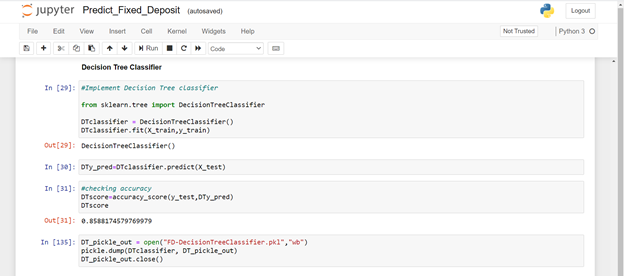 jupyter Predict_Fixed_Deposit (autosaved)
Logout
File Edit View Insert Cell Kernel Widgets Help
Not Trusted
Python 3
Run
Code
Decision Tree Classifier
In [29]: #Implement Decision Tree classifier
from sklearn.tree import DecisionTreeClassifier
DTclassifier = DecisionTreeClassifier()
DTclassifier.fit(X_train,y_train)
Out[29]: DecisionTreeClassifier()
In [30]: DTy_pred=DTclassifier.predict(X_test)
In [31]: #checking accuracy
DTscore=accuracy_score(y_test,DTy_pred)
DTscore
Out[31]: 0.8588174579769979
In [135]: DT_pickle_out = open("FD-DecisionTreeClassifier.pkl","wb")
pickle.dump(DTclassifier, DT_pickle_out)
DT_pickle_out.close()